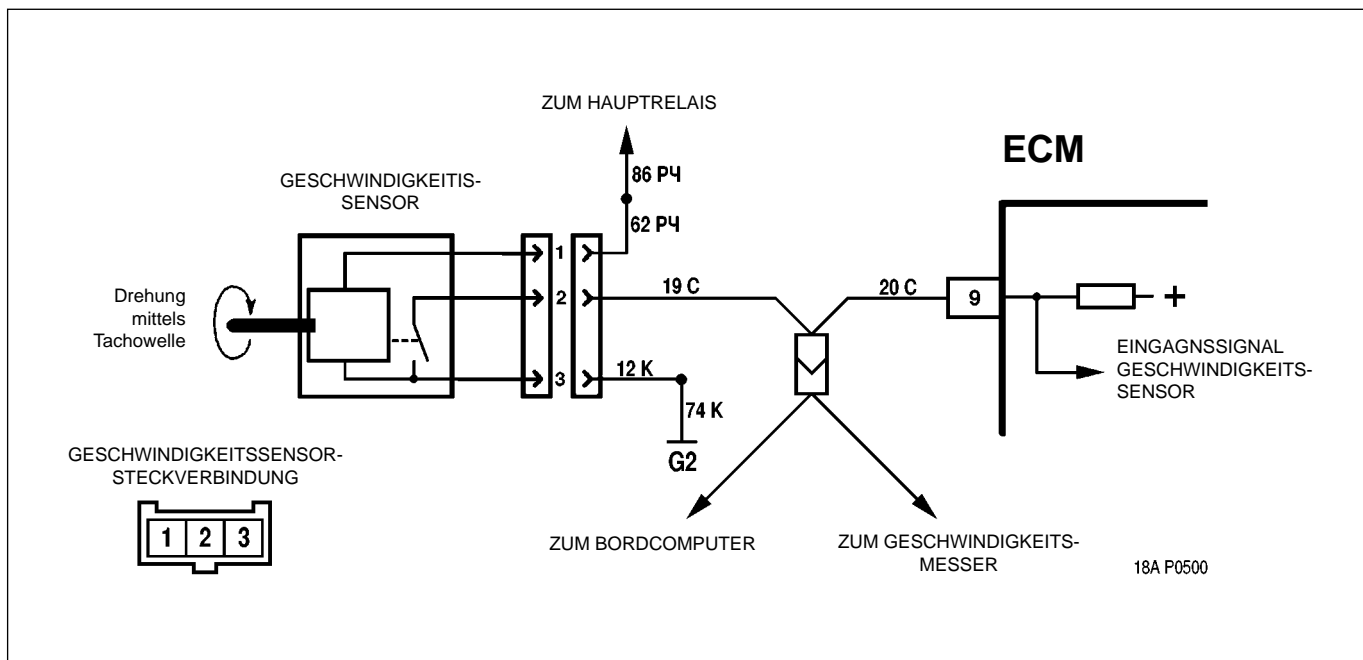 ZUM HAUPTRELAIS
ECM
86 РЧ
GESCHWINDIGKEITIS-
SENSOR
62 РЧ
1
Drehung
mittels
Tachowelle
2
19 C
20 C
9
+
EINGAGNSSIGNAL
GESCHWINDIGKEITS-
SENSOR
3
12 K
74 K
G2
GESCHWINDIGKEITSSENSOR-
STECKVERBINDUNG
1 2 3
ZUM BORDCOMPUTER
ZUM GESCHWINDIGKEITS-
MESSER
18A P0500